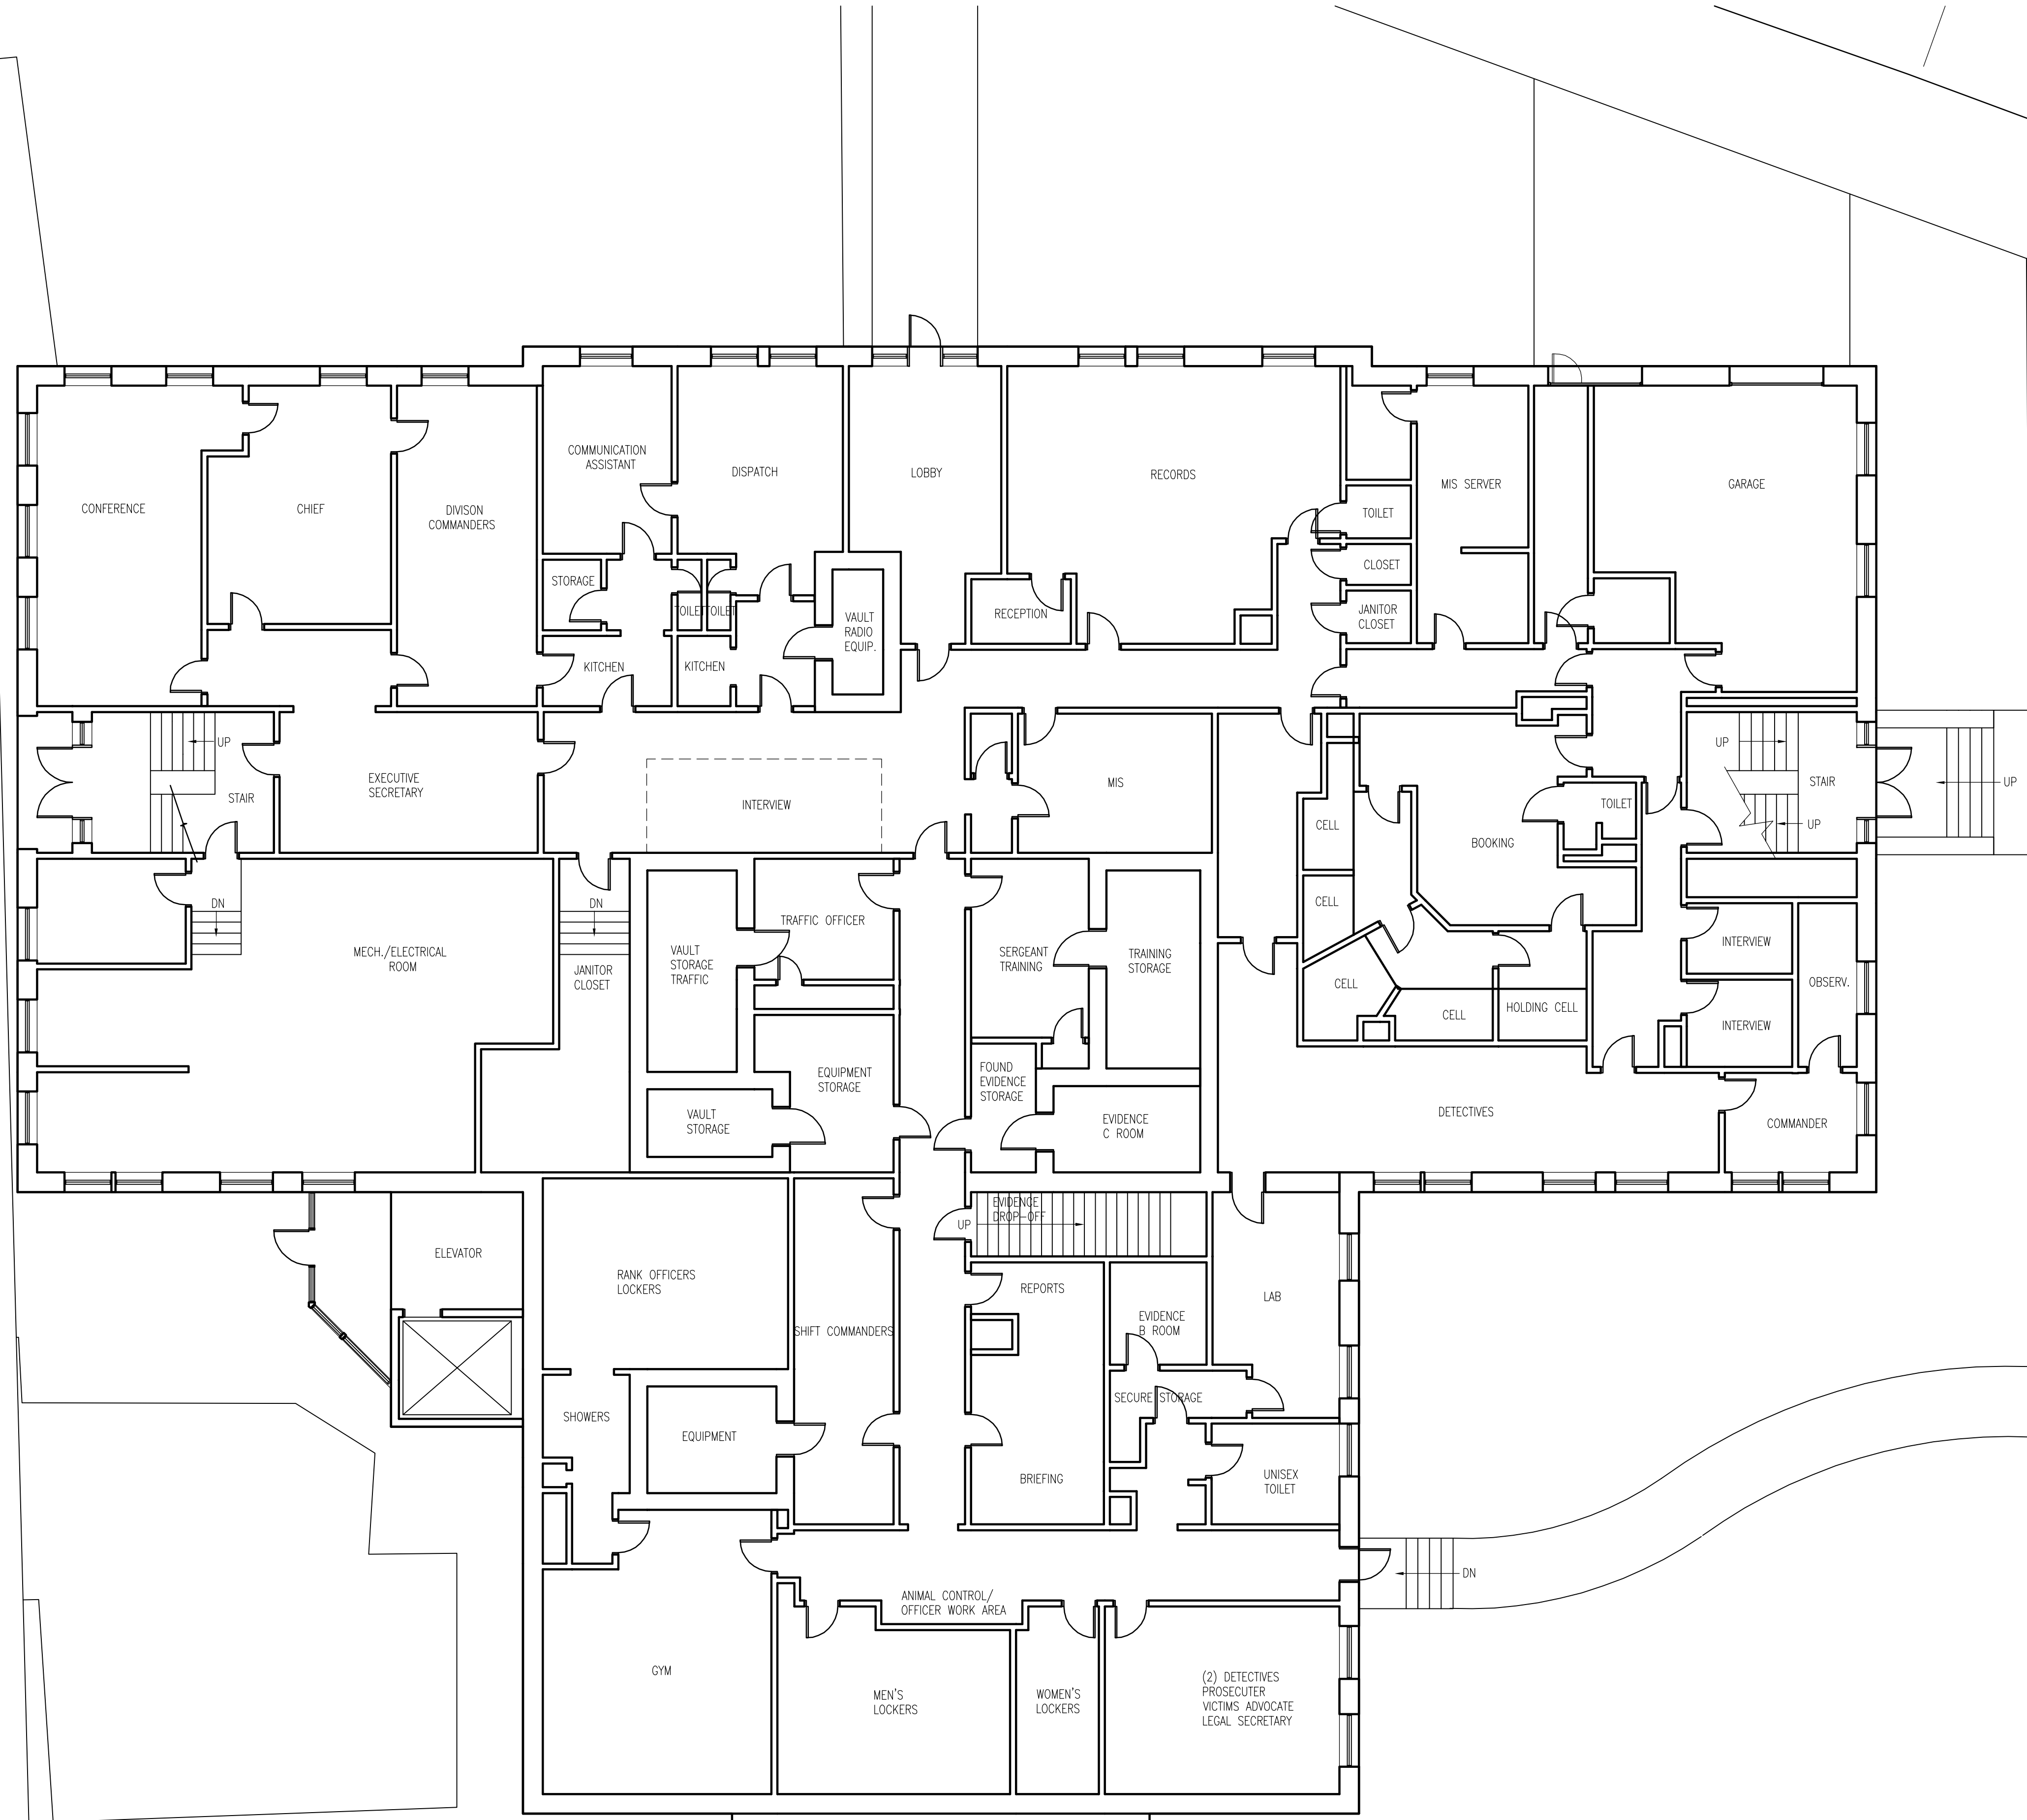 COMMUNICATION
ASSISTANT
DISPATCH
LOBBY
RECORDS
MIS SERVER
GARAGE
CONFERENCE
CHIEF
DIVISON
COMMANDERS
TOILET
CLOSET
STORAGE
TOILET
TOILET
RECEPTION
JANITOR
CLOSET
VAULT
RADIO
EQUIP.
KITCHEN
KITCHEN
UP
STAIR
EXECUTIVE
SECRETARY
INTERVIEW
MIS
CELL
TOILET
BOOKING
UP
STAIR
UP
UP
DN
MECH./ELECTRICAL
ROOM
DN
JANITOR
CLOSET
VAULT
STORAGE
TRAFFIC
TRAFFIC OFFICER
SERGEANT
TRAINING
TRAINING
STORAGE
CELL
CELL
CELL
HOLDING CELL
INTERVIEW
INTERVIEW
OBSERV.
EQUIPMENT
STORAGE
VAULT
STORAGE
FOUND
EVIDENCE
STORAGE
EVIDENCE
C ROOM
DETECTIVES
COMMANDER
ELEVATOR
RANK OFFICERS
LOCKERS
SHIFT COMMANDERS
UP
EVIDENCE
DROP-OFF
REPORTS
EVIDENCE
B ROOM
LAB
SECURE STORAGE
SHOWERS
EQUIPMENT
BRIEFING
UNISEX
TOILET
DN
ANIMAL CONTROL/
OFFICER WORK AREA
GYM
MEN'S
LOCKERS
WOMEN'S
LOCKERS
(2) DETECTIVES
PROSECUTER
VICTIMS ADVOCATE
LEGAL SECRETARY